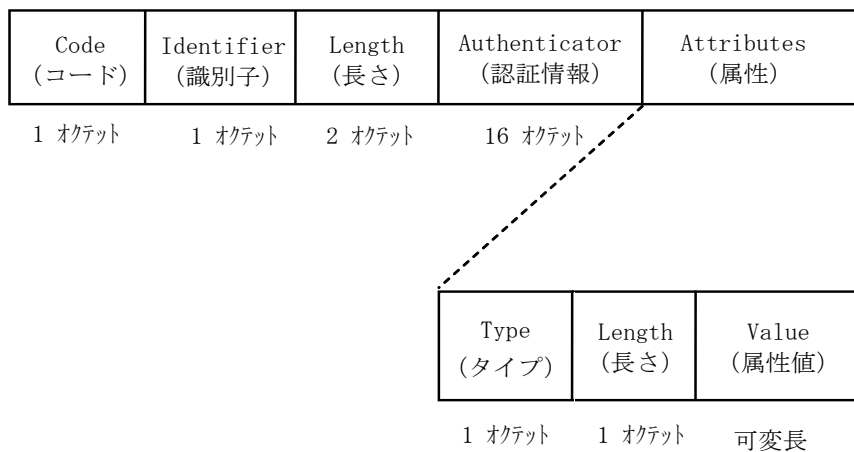 Code
(コード)
Identifier
(識別子)
Length
(長さ)
Authenticator
(認証情報)
Attributes
(属性)
1 ｵｸﾃｯﾄ
1 ｵｸﾃｯﾄ
2 ｵｸﾃｯﾄ
16 ｵｸﾃｯﾄ
Type
(タイプ)
Length
(長さ)
Value
(属性値)
1 ｵｸﾃｯﾄ
1 ｵｸﾃｯﾄ
可変長